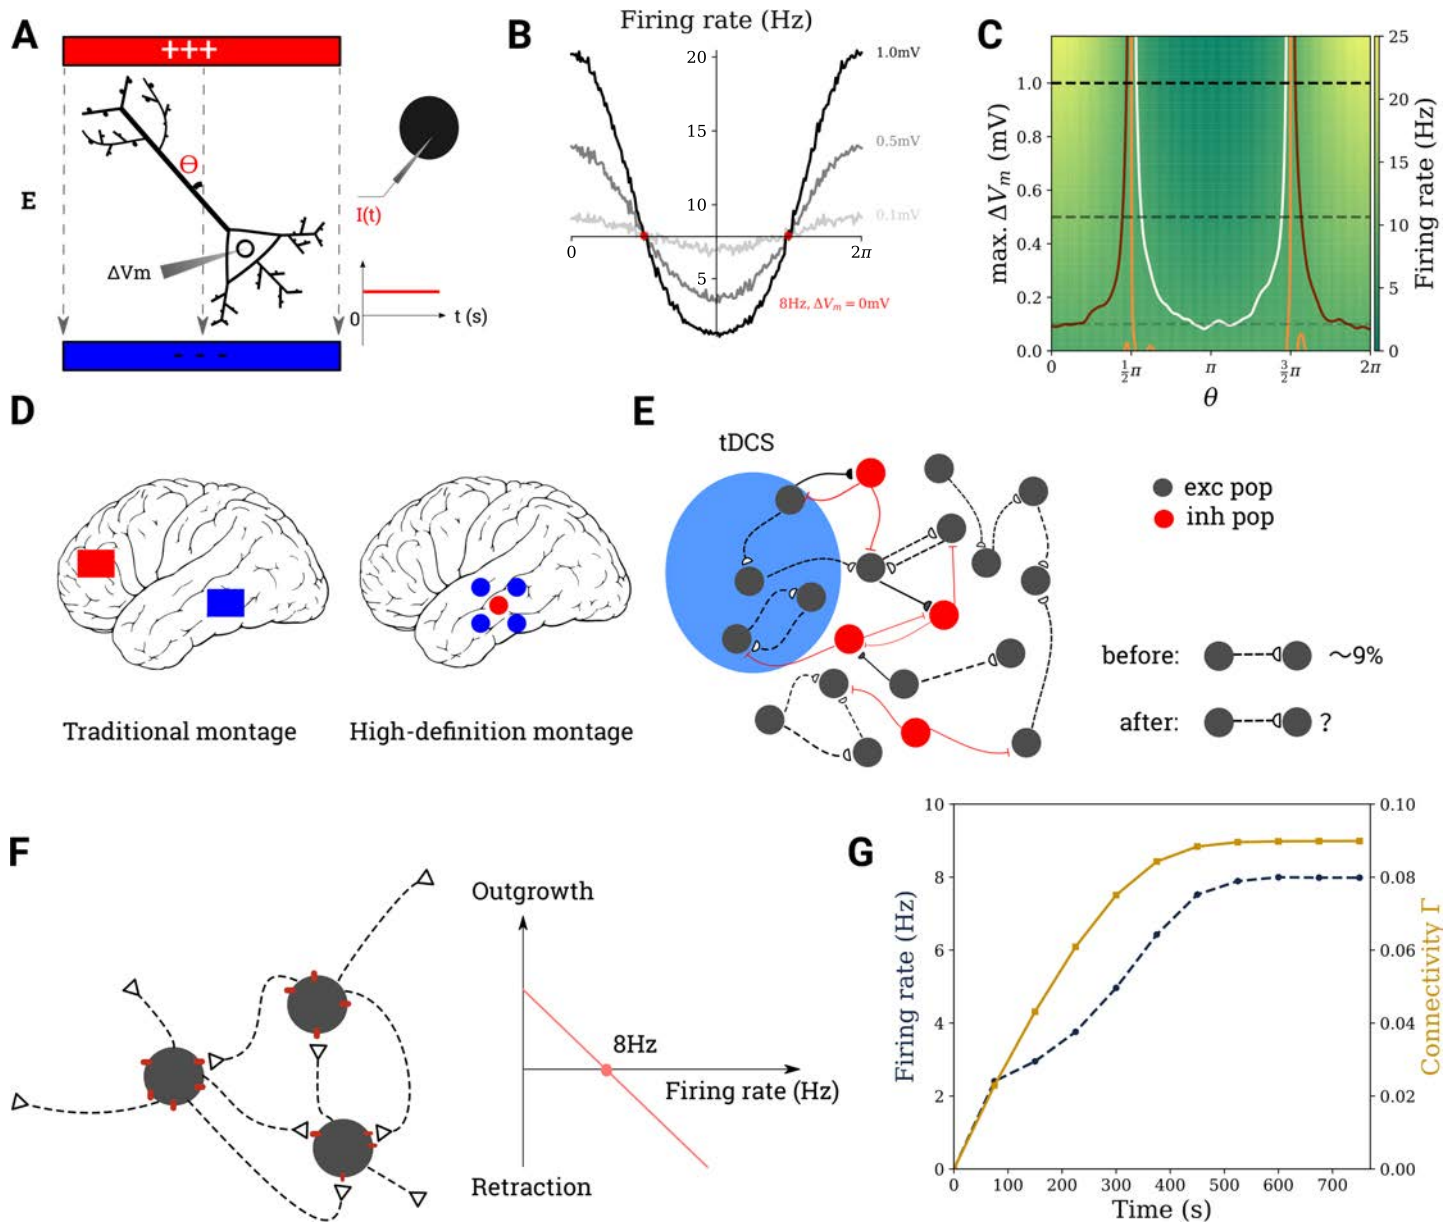 A
+++
E
Θ
ΔVm
- - -
I(t)
0
t (s)
B
Firing rate (Hz)
20
15
10
5
0
2π
1.0mV
0.5mV
0.1mV
8Hz, ΔVₘ = 0mV
C
max. ΔVₘ (mV)
1.0
0.8
0.6
0.4
0.2
0.0
0
½π
π
3/2π
2π
θ
25
20
15
10
5
0
Firing rate (Hz)
D
Traditional montage
High-definition montage
E
tDCS
exc pop
inh pop
before: ~9%
after: ?
F
Outgrowth
8Hz
Firing rate (Hz)
Retraction
G
Firing rate (Hz)
10
8
6
4
2
0
0.10
0.08
0.06
0.04
0.02
0.00
Connectivity Γ
0 100 200 300 400 500 600 700
Time (s)